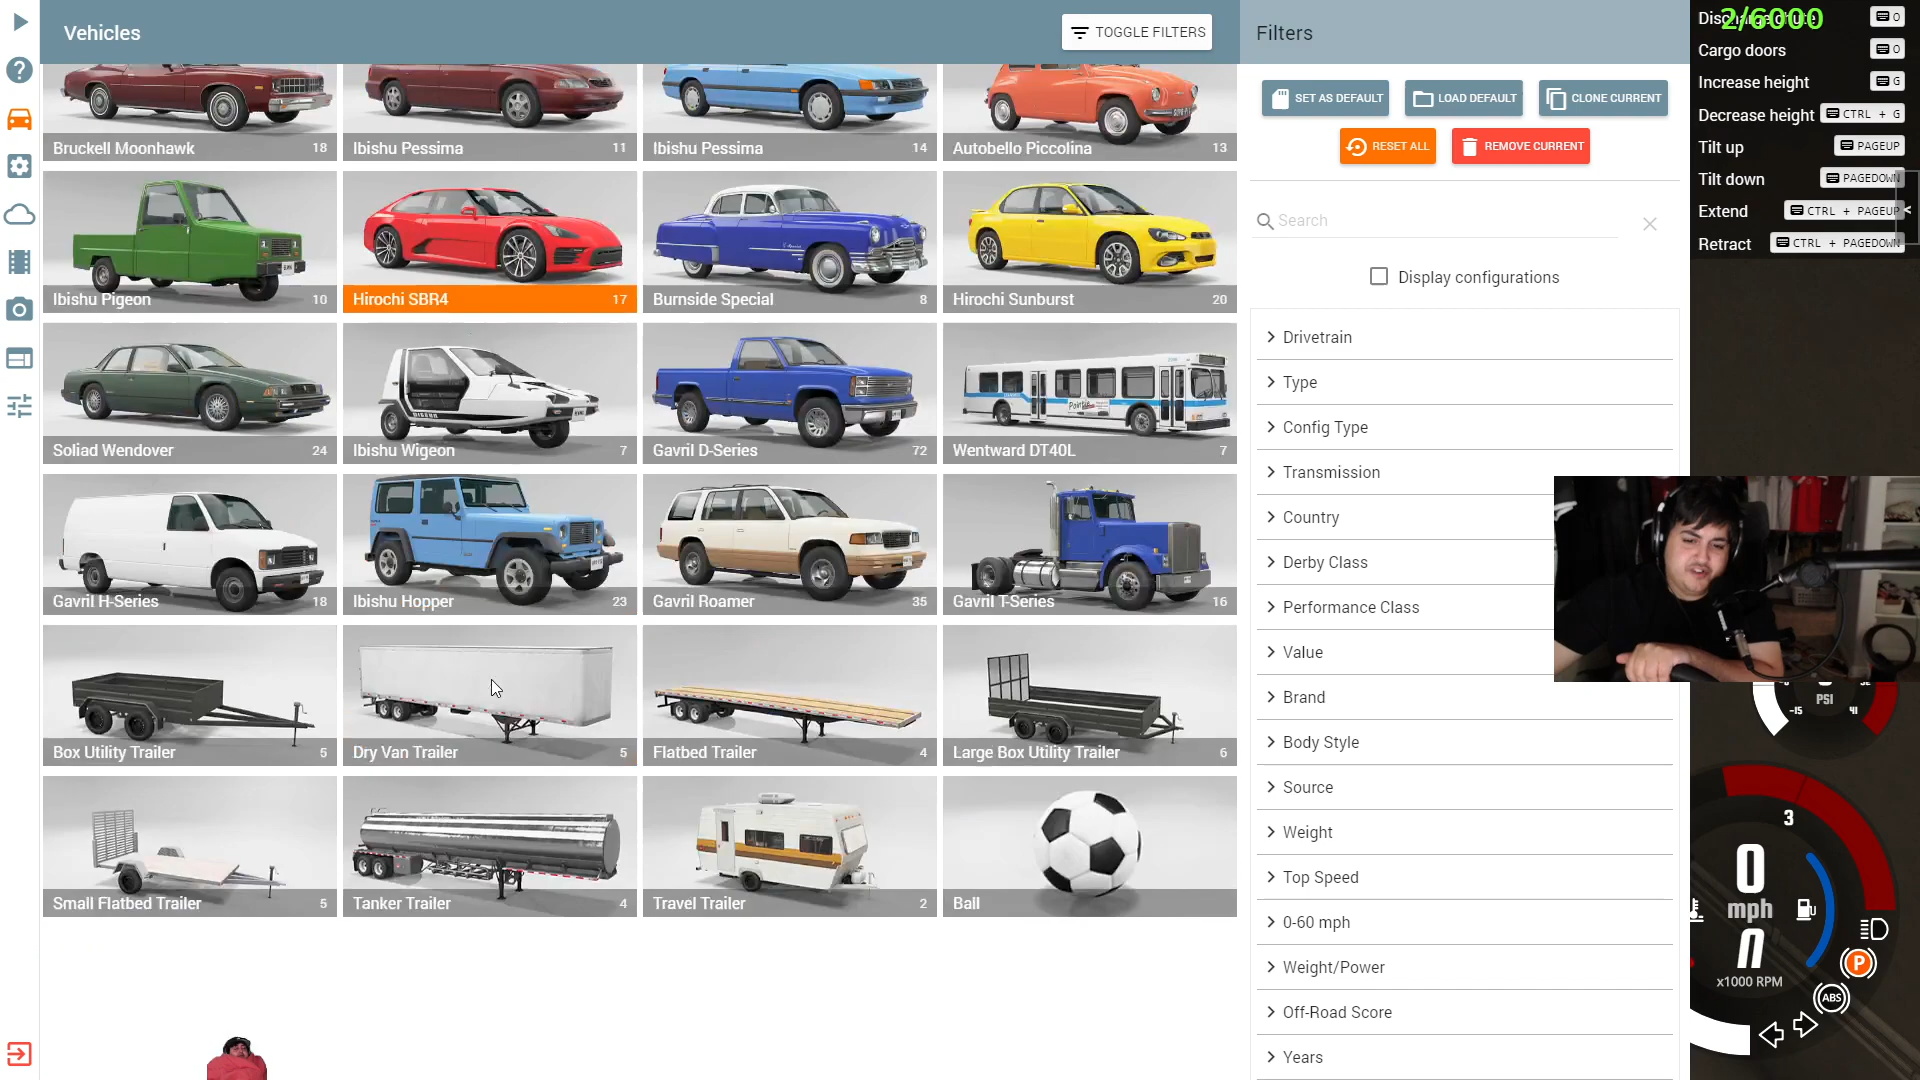 Vehicles
TOGGLE FILTERS
Bruckell Moonhawk 18
Ibishu Pessima 11
Ibishu Pessima 14
Autobello Piccolina 13
Ibishu Pigeon 10
Hirochi SBR4 17
Burnside Special 8
Hirochi Sunburst 20
Soliad Wendover 24
Ibishu Wigeon 7
Gavril D-Series 72
Wentward DT40L 7
Gavril H-Series 18
Ibishu Hopper 23
Gavril Roamer 35
Gavril T-Series 16
Box Utility Trailer 5
Dry Van Trailer 5
Flatbed Trailer 4
Large Box Utility Trailer 6
Small Flatbed Trailer 5
Tanker Trailer 4
Travel Trailer 2
Ball
Filters
SET AS DEFAULT
LOAD DEFAULT
CLONE CURRENT
RESET ALL
REMOVE CURRENT
Search
Display configurations
Drivetrain
Type
Config Type
Transmission
Country
Derby Class
Performance Class
Value
Brand
Body Style
Source
Weight
Top Speed
0-60 mph
Weight/Power
Off-Road Score
Years
2/6000
Discharge chute O
Cargo doors O
Increase height G
Decrease height CTRL + G
Tilt up PAGEUP
Tilt down PAGEDOWN
Extend CTRL + PAGEUP
<
Retract CTRL + PAGEDOWN
PSI
-15
41
3
0
mph
n
x1000 RPM
P
ABS